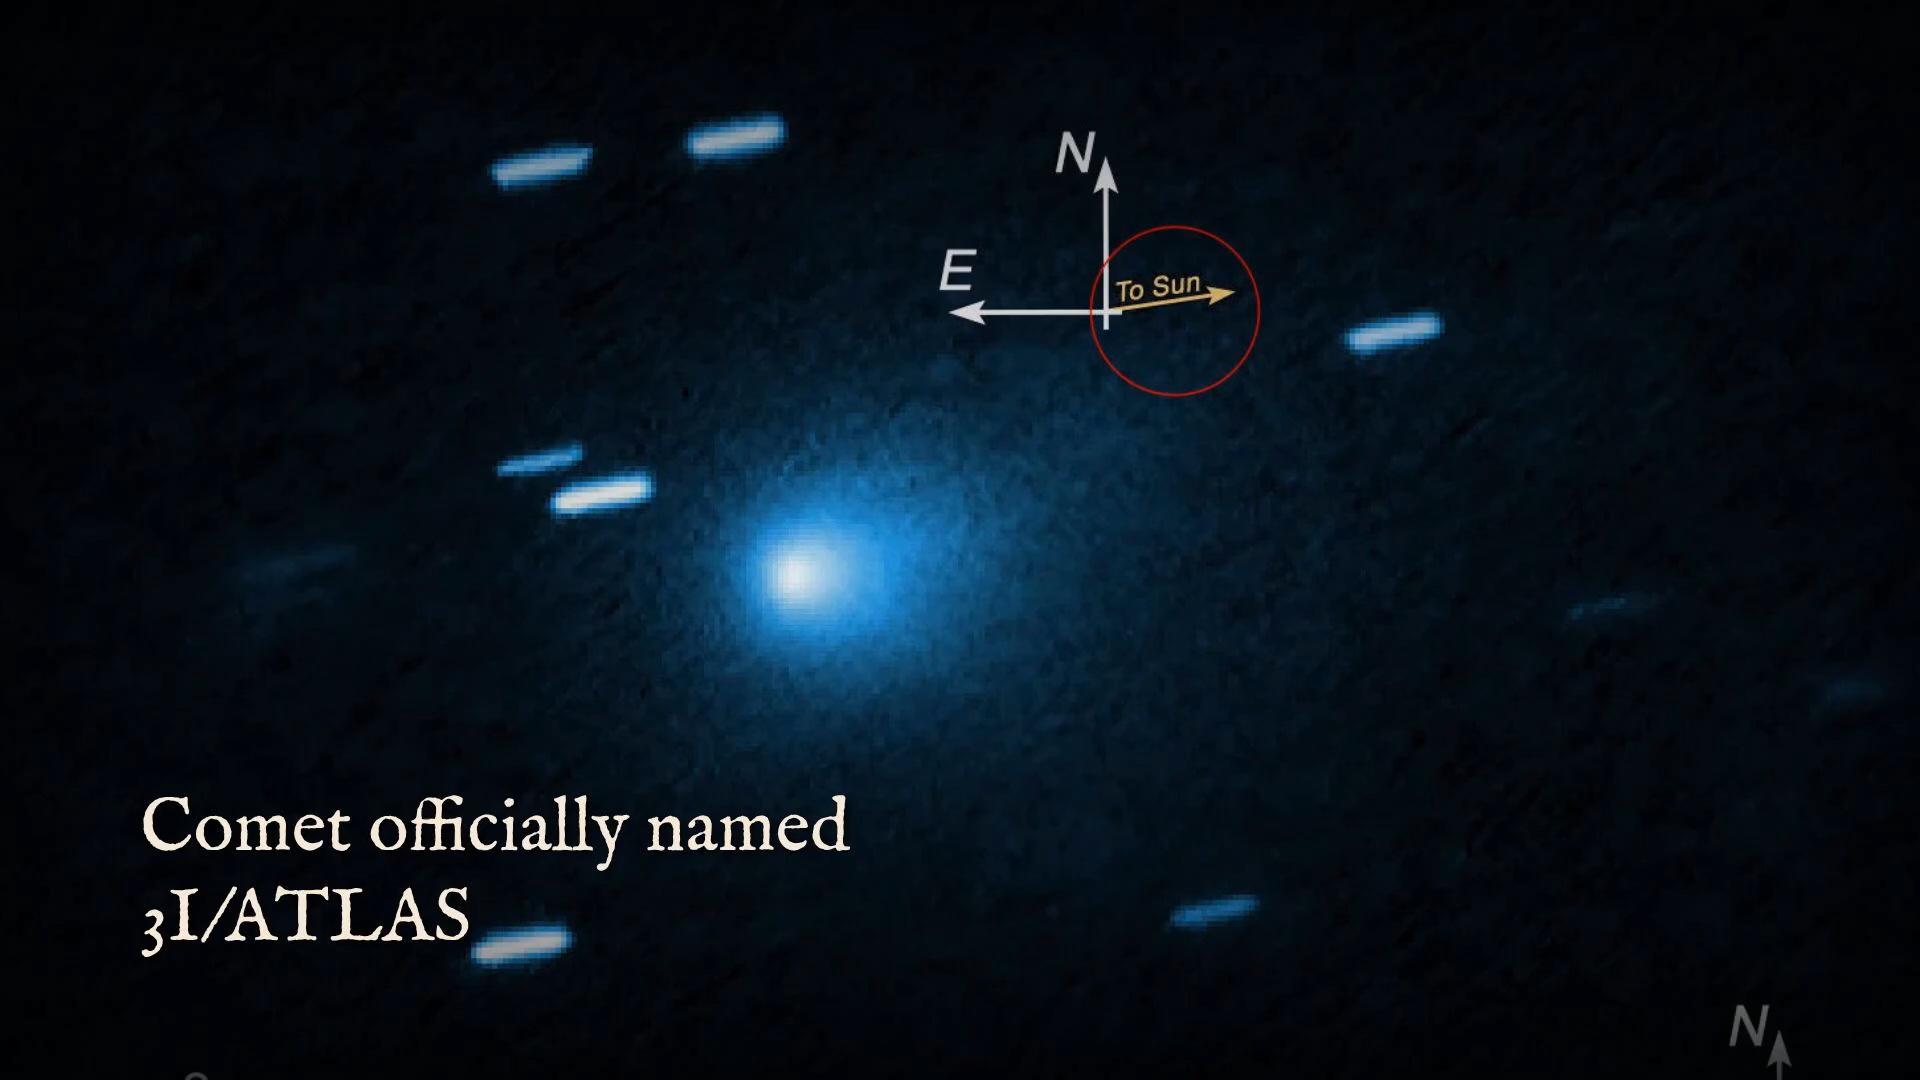 N
E
To Sun
Comet officially named
3I/ATLAS
N